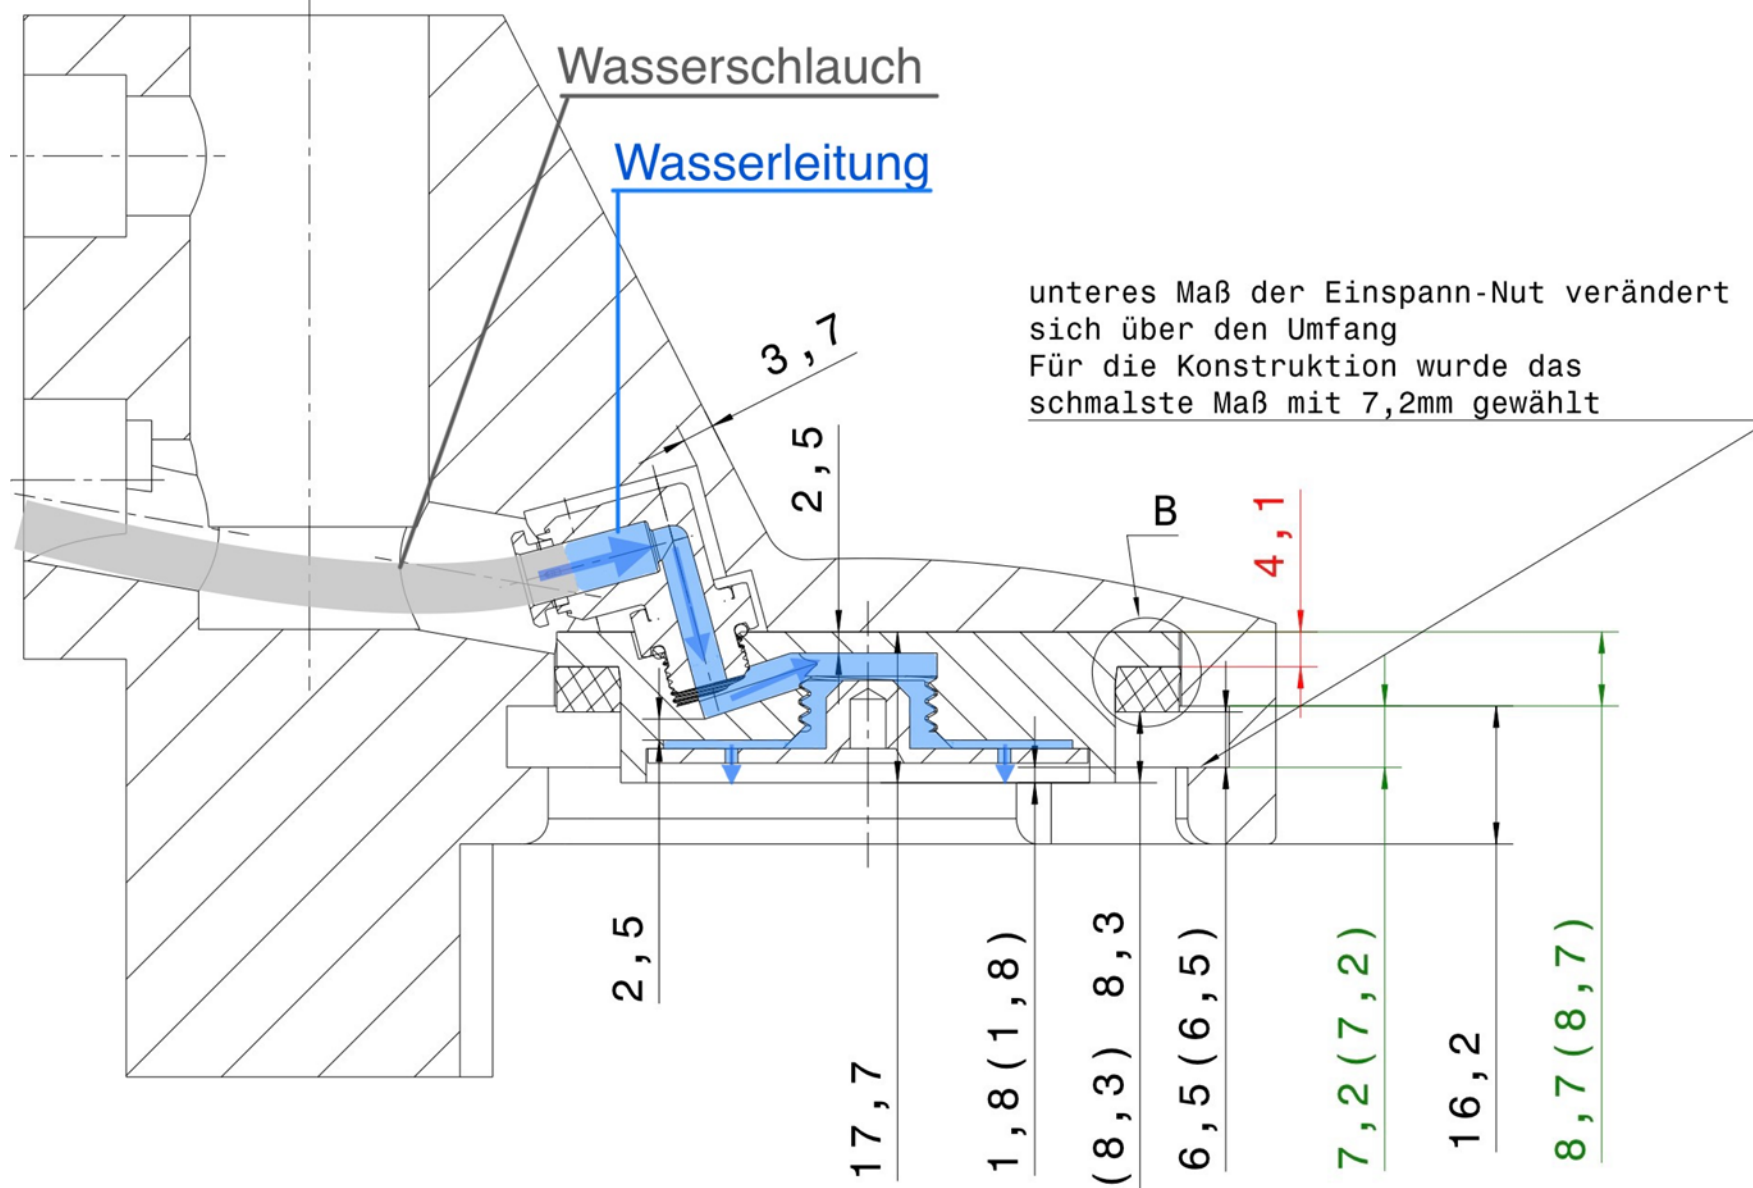 Wasserschlauch
Wasserleitung
unteres Maß der Einspann-Nut verändert
sich über den Umfang
Für die Konstruktion wurde das
schmalste Maß mit 7,2mm gewählt
3,7
2,5
B
4,1
2,5
17,7
1,8(1,8)
(8,3) 8,3
6,5(6,5)
7,2(7,2)
16,2
8,7(8,7)